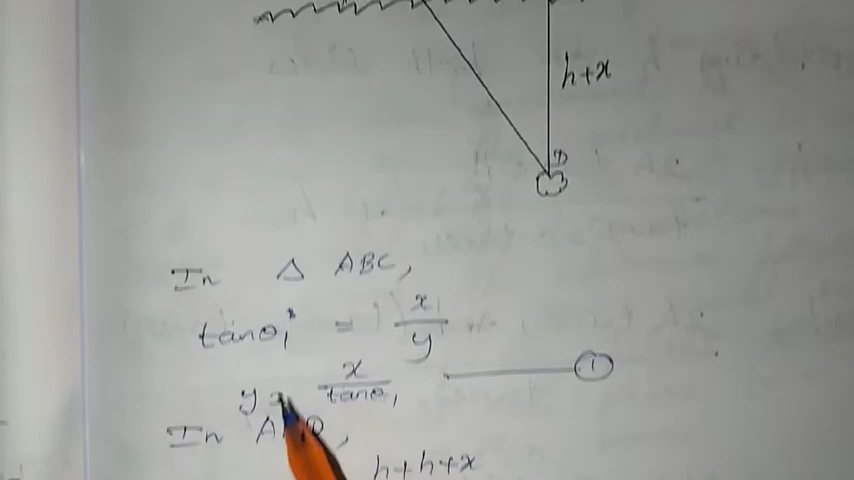 h+x
D
In △ ABC,
tanθ₁ = x/y
y = x/tanθ₁ ——— ①
In
h+h+x